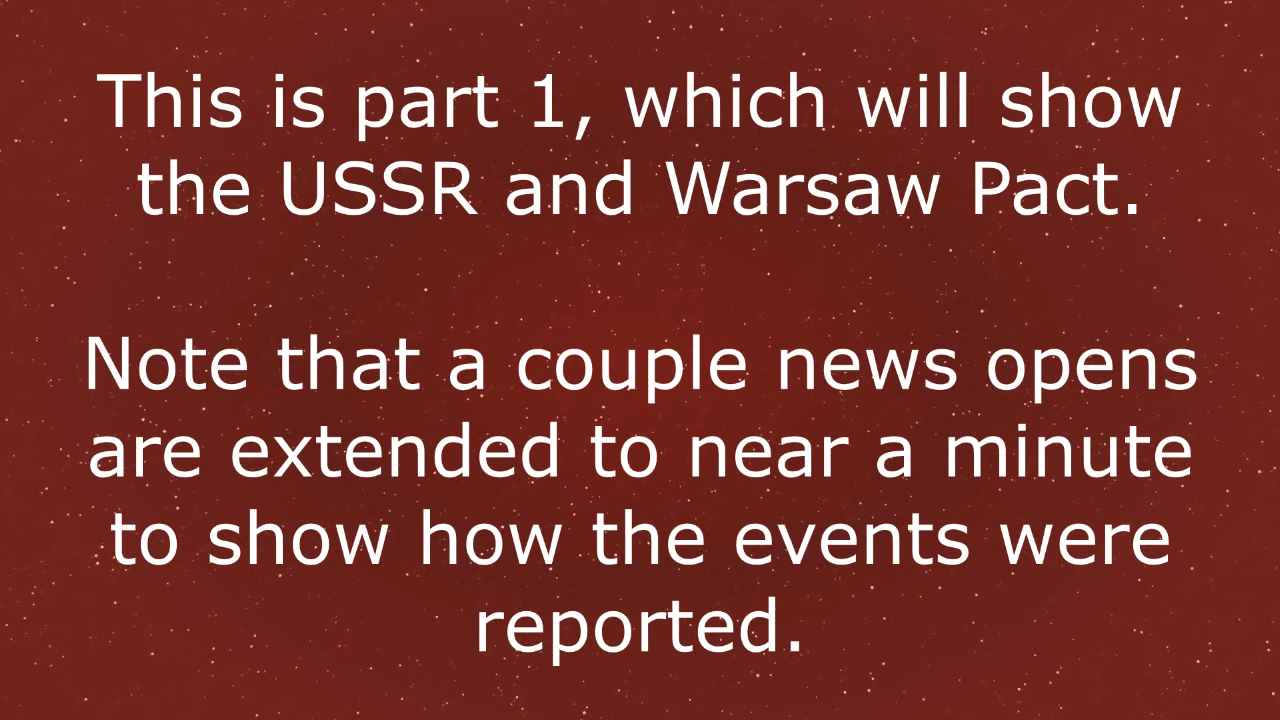 This is part 1, which will show
the USSR and Warsaw Pact.
Note that a couple news opens
are extended to near a minute
to show how the events were
reported.